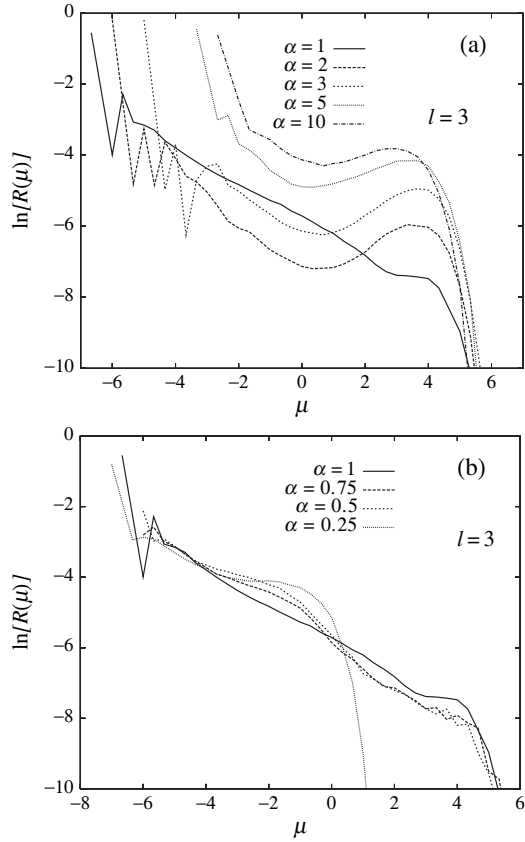 (a)
α = 1
α = 2
α = 3
α = 5
α = 10
l = 3
ln[R(μ)]
0
−2
−4
−6
−8
−10
−6 −4 −2 0 2 4 6
μ
(b)
α = 1
α = 0.75
α = 0.5
α = 0.25
l = 3
ln[R(μ)]
0
−2
−4
−6
−8
−10
−8 −6 −4 −2 0 2 4 6
μ